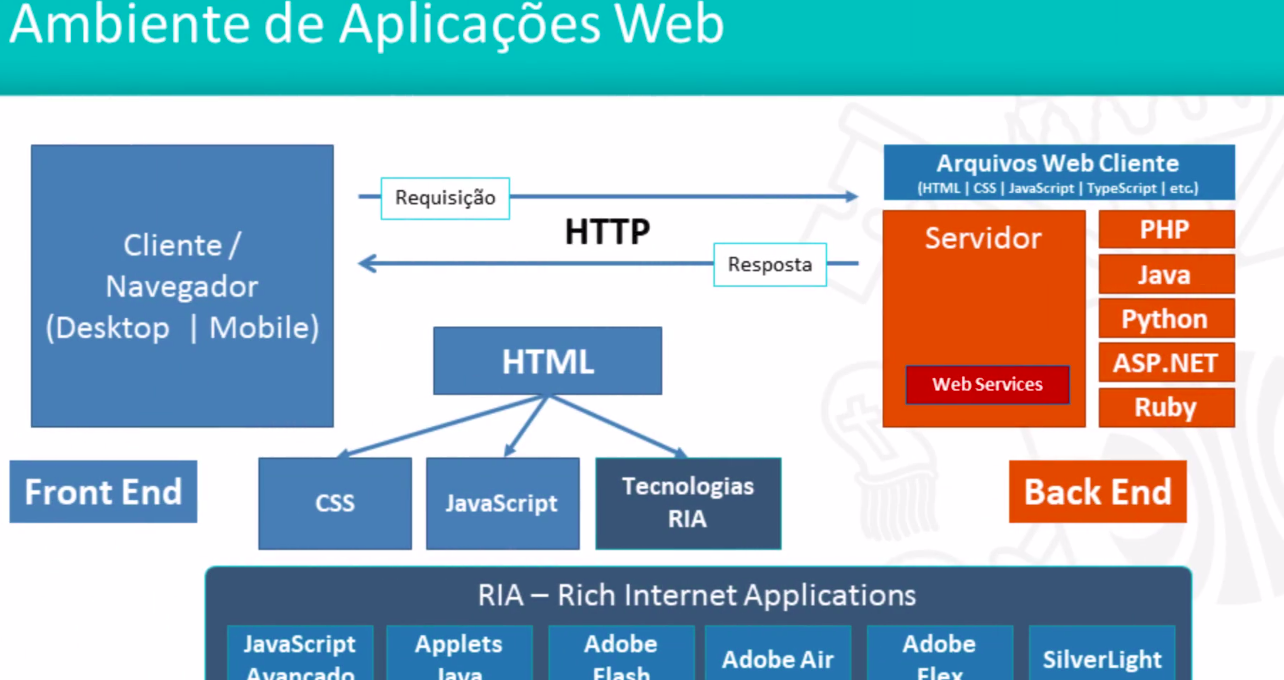 Ambiente de Aplicações Web
Cliente /
Navegador
(Desktop | Mobile)
Requisição
HTTP
Resposta
Arquivos Web Cliente
(HTML | CSS | JavaScript | TypeScript | etc.)
Servidor
Web Services
PHP
Java
Python
ASP.NET
Ruby
HTML
Front End
CSS
JavaScript
Tecnologias
RIA
Back End
RIA – Rich Internet Applications
JavaScript
Avançado
Applets
Java
Adobe
Flash
Adobe Air
Adobe
Flex
SilverLight